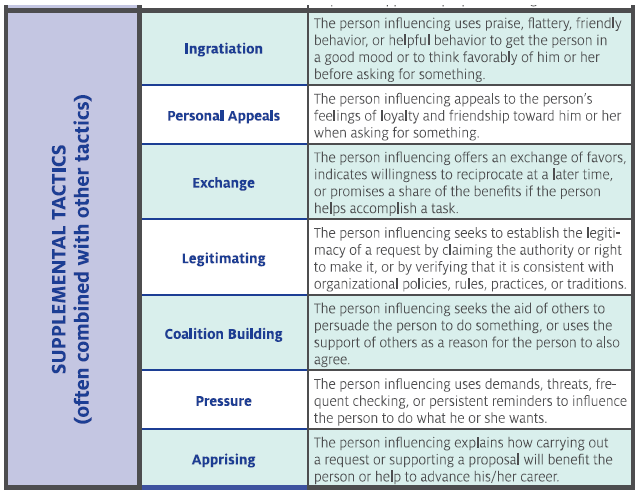 SUPPLEMENTAL TACTICS
(often combined with other tactics)
Ingratiation
The person influencing uses praise, flattery, friendly
behavior, or helpful behavior to get the person in
a good mood or to think favorably of him or her
before asking for something.
Personal Appeals
The person influencing appeals to the person’s
feelings of loyalty and friendship toward him or her
when asking for something.
Exchange
The person influencing offers an exchange of favors,
indicates willingness to reciprocate at a later time,
or promises a share of the benefits if the person
helps accomplish a task.
Legitimating
The person influencing seeks to establish the legiti-
macy of a request by claiming the authority or right
to make it, or by verifying that it is consistent with
organizational policies, rules, practices, or traditions.
Coalition Building
The person influencing seeks the aid of others to
persuade the person to do something, or uses the
support of others as a reason for the person to also
agree.
Pressure
The person influencing uses demands, threats, fre-
quent checking, or persistent reminders to influence
the person to do what he or she wants.
Apprising
The person influencing explains how carrying out
a request or supporting a proposal will benefit the
person or help to advance his/her career.